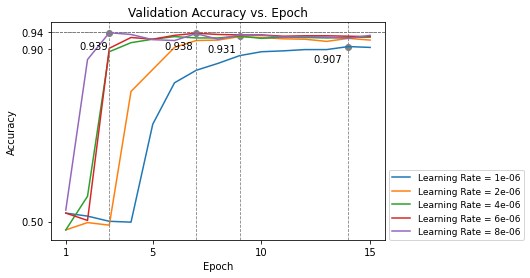 Validation Accuracy vs. Epoch
0.94
0.939
0.938
0.931
0.90
0.907
Accuracy
0.50
1
5
10
15
Epoch
Learning Rate = 1e-06
Learning Rate = 2e-06
Learning Rate = 4e-06
Learning Rate = 6e-06
Learning Rate = 8e-06